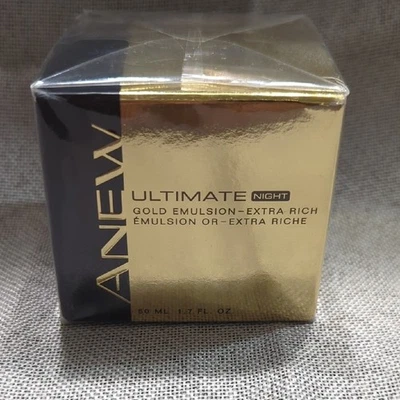 ANEW
ULTIMATE NIGHT
GOLD EMULSION – EXTRA RICH
ÉMULSION OR – EXTRA RICHE
50 ML 1.7 FL. OZ